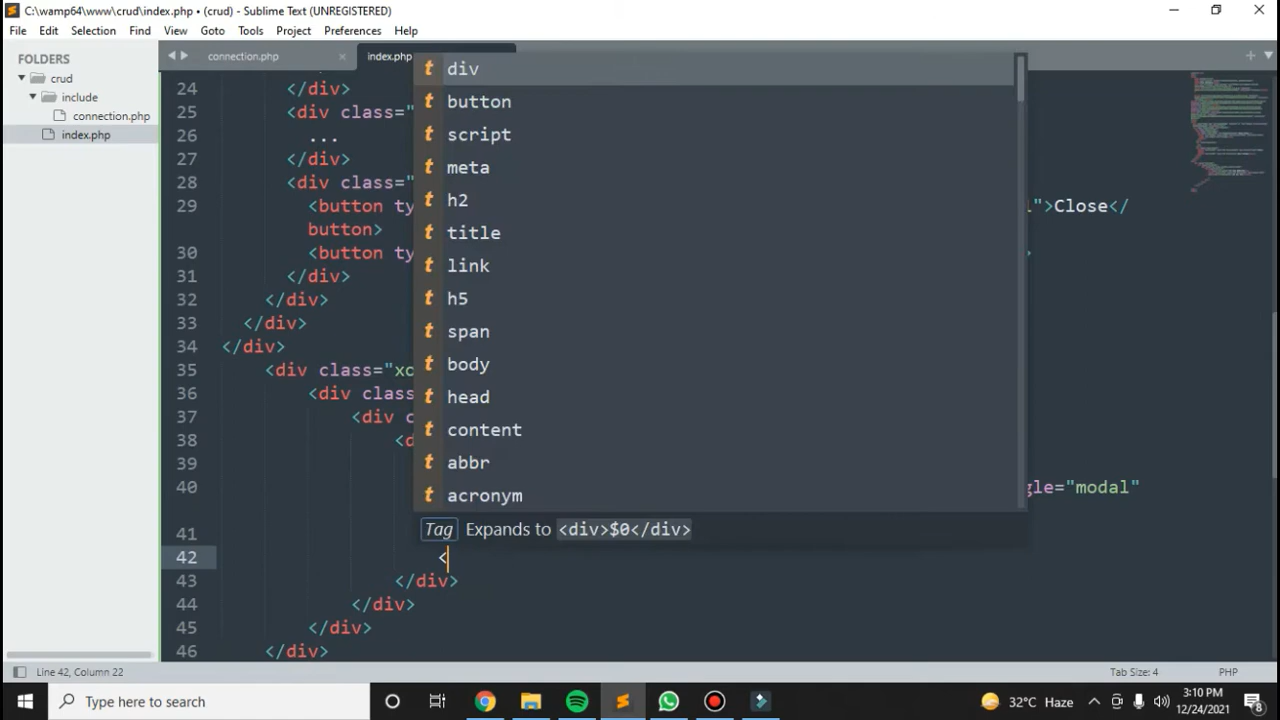 C:\wamp64\www\crud\index.php • (crud) - Sublime Text (UNREGISTERED)
File Edit Selection Find View Goto Tools Project Preferences Help
FOLDERS
crud
include
connection.php
index.php
connection.php
index.php
24 </div>
25 <div class="
26 ...
27 </div>
28 <div class="
29 <button ty
">Close</
button>
30 <button ty
31 </div>
32 </div>
33 </div>
34 </div>
35 <div class="xc
36 <div class
37 <div c
38 <d
39
40 gle="modal"
41
42 <
43 </div>
44 </div>
45 </div>
46 </div>
t div
t button
t script
t meta
t h2
t title
t link
t h5
t span
t body
t head
t content
t abbr
t acronym
Tag Expands to <div>$0</div>
Line 42, Column 22
Tab Size: 4
PHP
Type here to search
32°C Haze
3:10 PM
12/24/2021
8